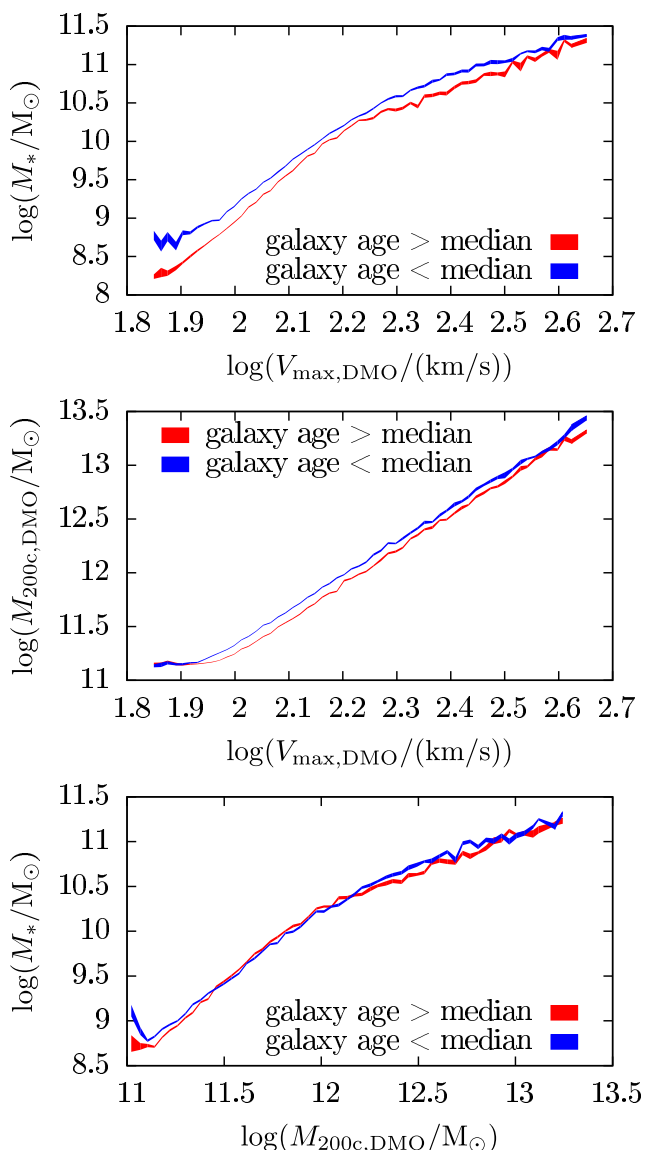 11.5
11
10.5
10
9.5
9
8.5
8
log(M∗/M⊙)
galaxy age > median
galaxy age < median
1.8 1.9 2 2.1 2.2 2.3 2.4 2.5 2.6 2.7
log(Vmax,DMO/(km/s))
13.5
13
12.5
12
11.5
11
log(M200c,DMO/M⊙)
galaxy age > median
galaxy age < median
1.8 1.9 2 2.1 2.2 2.3 2.4 2.5 2.6 2.7
log(Vmax,DMO/(km/s))
11.5
11
10.5
10
9.5
9
8.5
log(M∗/M⊙)
galaxy age > median
galaxy age < median
11 11.5 12 12.5 13 13.5
log(M200c,DMO/M⊙)